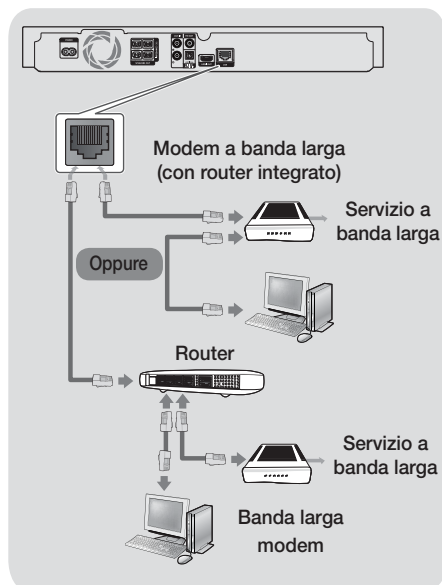 Modem a banda larga
(con router integrato)
Servizio a
banda larga
Oppure
Router
Servizio a
banda larga
Banda larga
modem